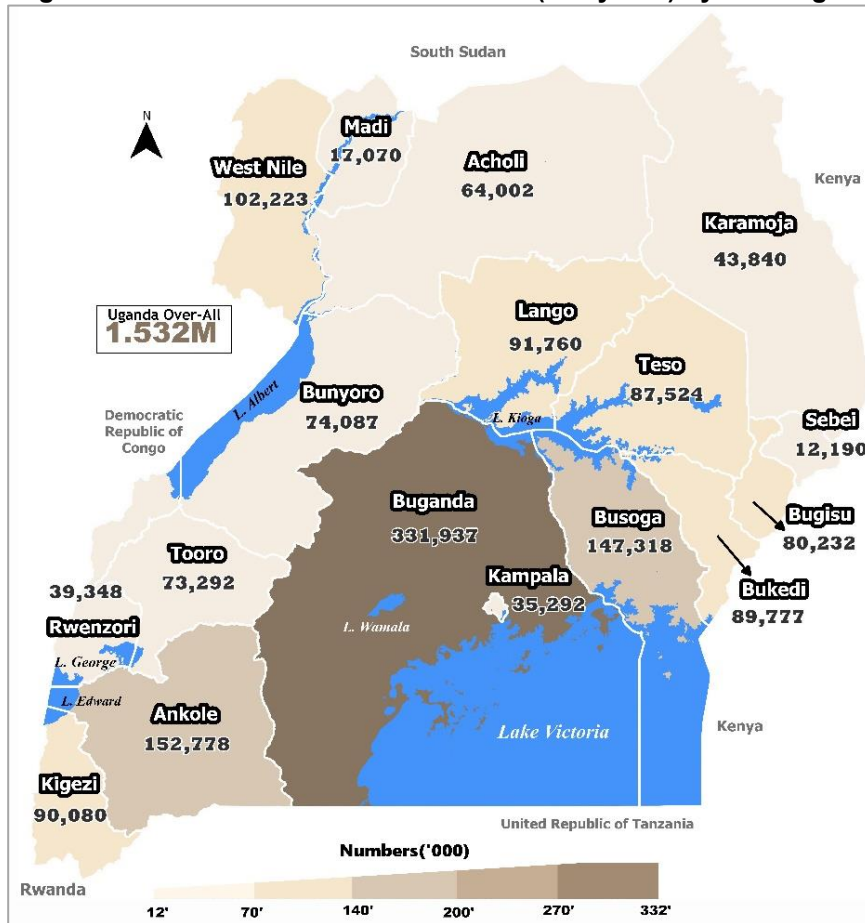 South Sudan
N
Madi
17,070
West Nile
102,223
Acholi
64,002
Kenya
Karamoja
43,840
Uganda Over-All
1.532M
Lango
91,760
Teso
87,524
L. Albert
Bunyoro
74,087
L. Kioga
Democratic
Republic of
Congo
Sebei
12,190
Buganda
331,937
Busoga
147,318
Bugisu
80,232
Tooro
73,292
39,348
Rwenzori
Kampala
35,292
Bukedi
89,777
L. Wamala
L. George
L. Edward
Ankole
152,778
Lake Victoria
Kenya
Kigezi
90,080
United Republic of Tanzania
Numbers('000)
Rwanda
12' 70' 140' 200' 270' 332'